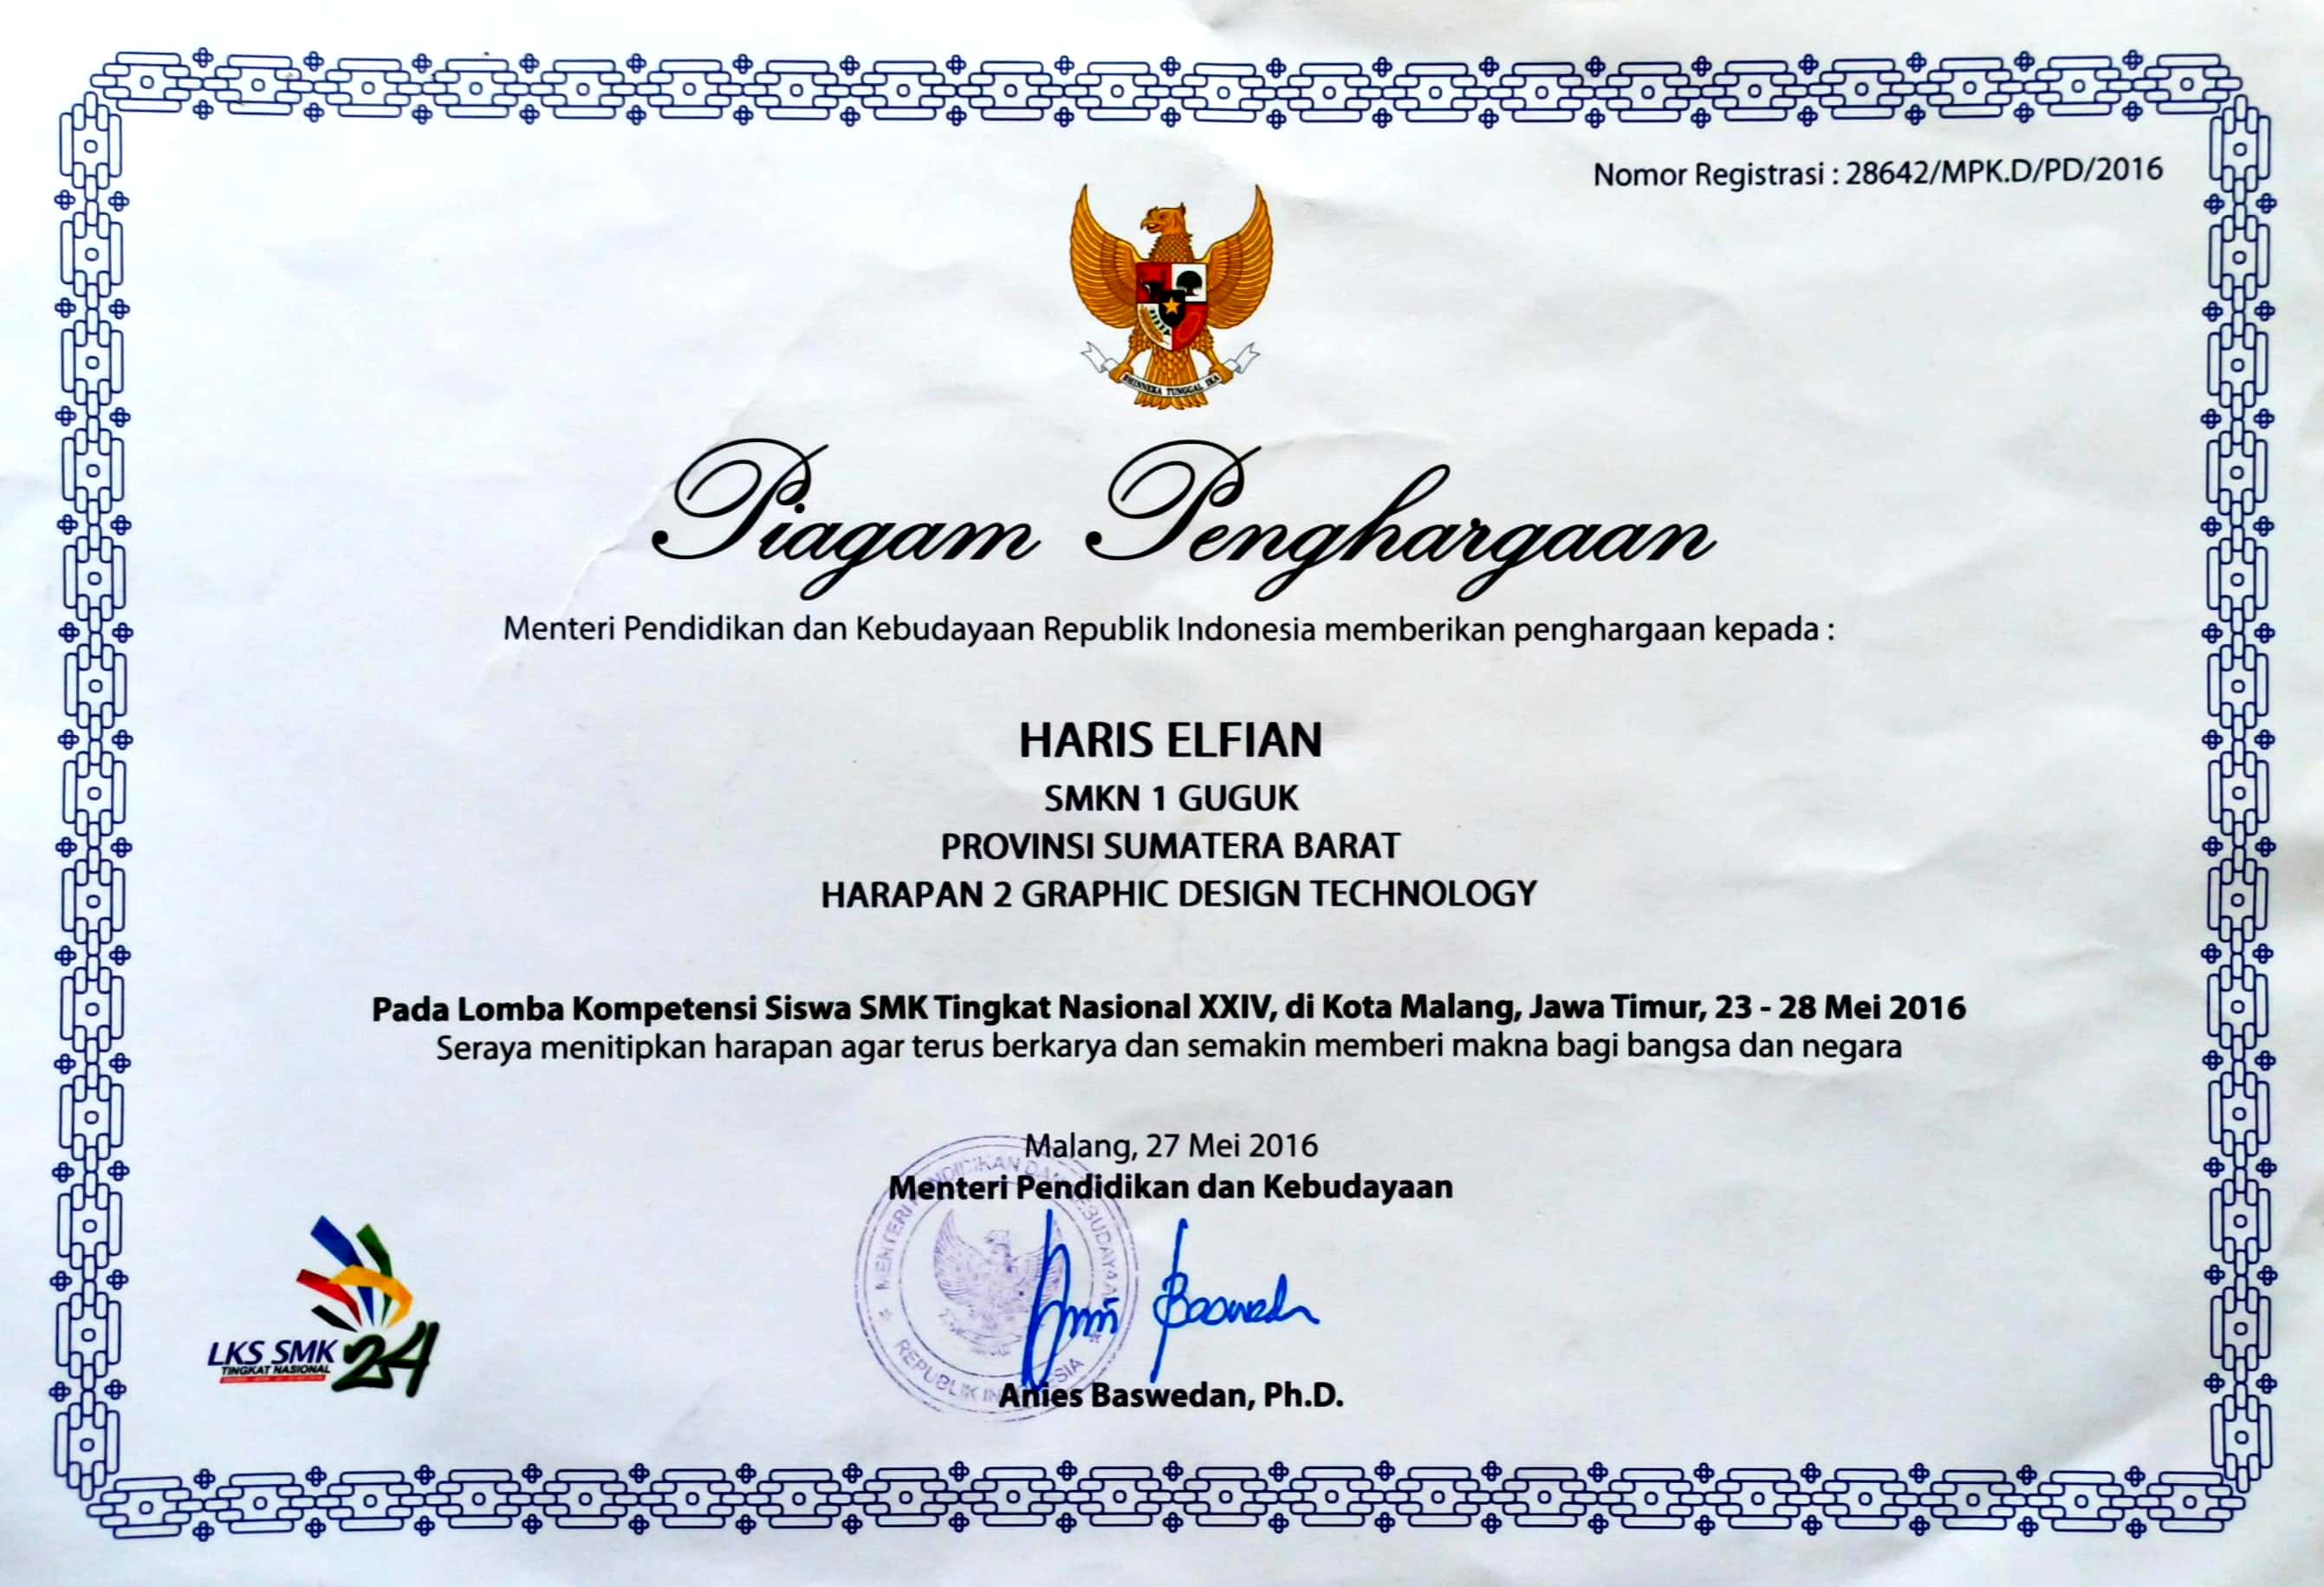 Nomor Registrasi : 28642/MPK.D/PD/2016
BHINNEKA TUNGGAL IKA
Piagam Penghargaan
Menteri Pendidikan dan Kebudayaan Republik Indonesia memberikan penghargaan kepada :
HARIS ELFIAN
SMKN 1 GUGUK
PROVINSI SUMATERA BARAT
HARAPAN 2 GRAPHIC DESIGN TECHNOLOGY
Pada Lomba Kompetensi Siswa SMK Tingkat Nasional XXIV, di Kota Malang, Jawa Timur, 23 - 28 Mei 2016
Seraya menitipkan harapan agar terus berkarya dan semakin memberi makna bagi bangsa dan negara
Malang, 27 Mei 2016
Menteri Pendidikan dan Kebudayaan
MENTERI PENDIDIKAN DAN KEBUDAYAAN
REPUBLIK INDONESIA
Anies Baswedan
Anies Baswedan, Ph.D.
LKS SMK 24
TINGKAT NASIONAL